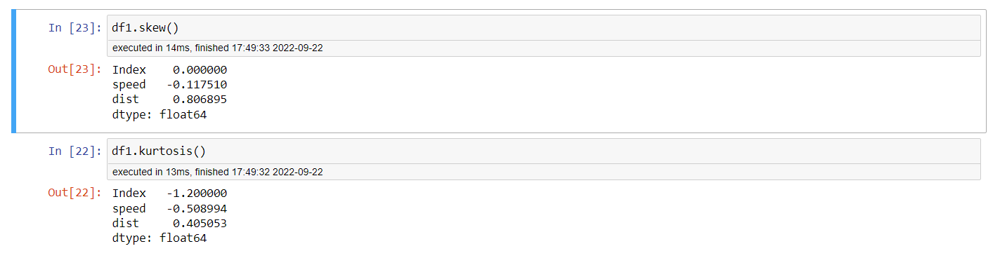 In [23]: df1.skew()
executed in 14ms, finished 17:49:33 2022-09-22
Out[23]: Index    0.000000
speed   -0.117510
dist     0.806895
dtype: float64
In [22]: df1.kurtosis()
executed in 13ms, finished 17:49:32 2022-09-22
Out[22]: Index   -1.200000
speed   -0.508994
dist     0.405053
dtype: float64